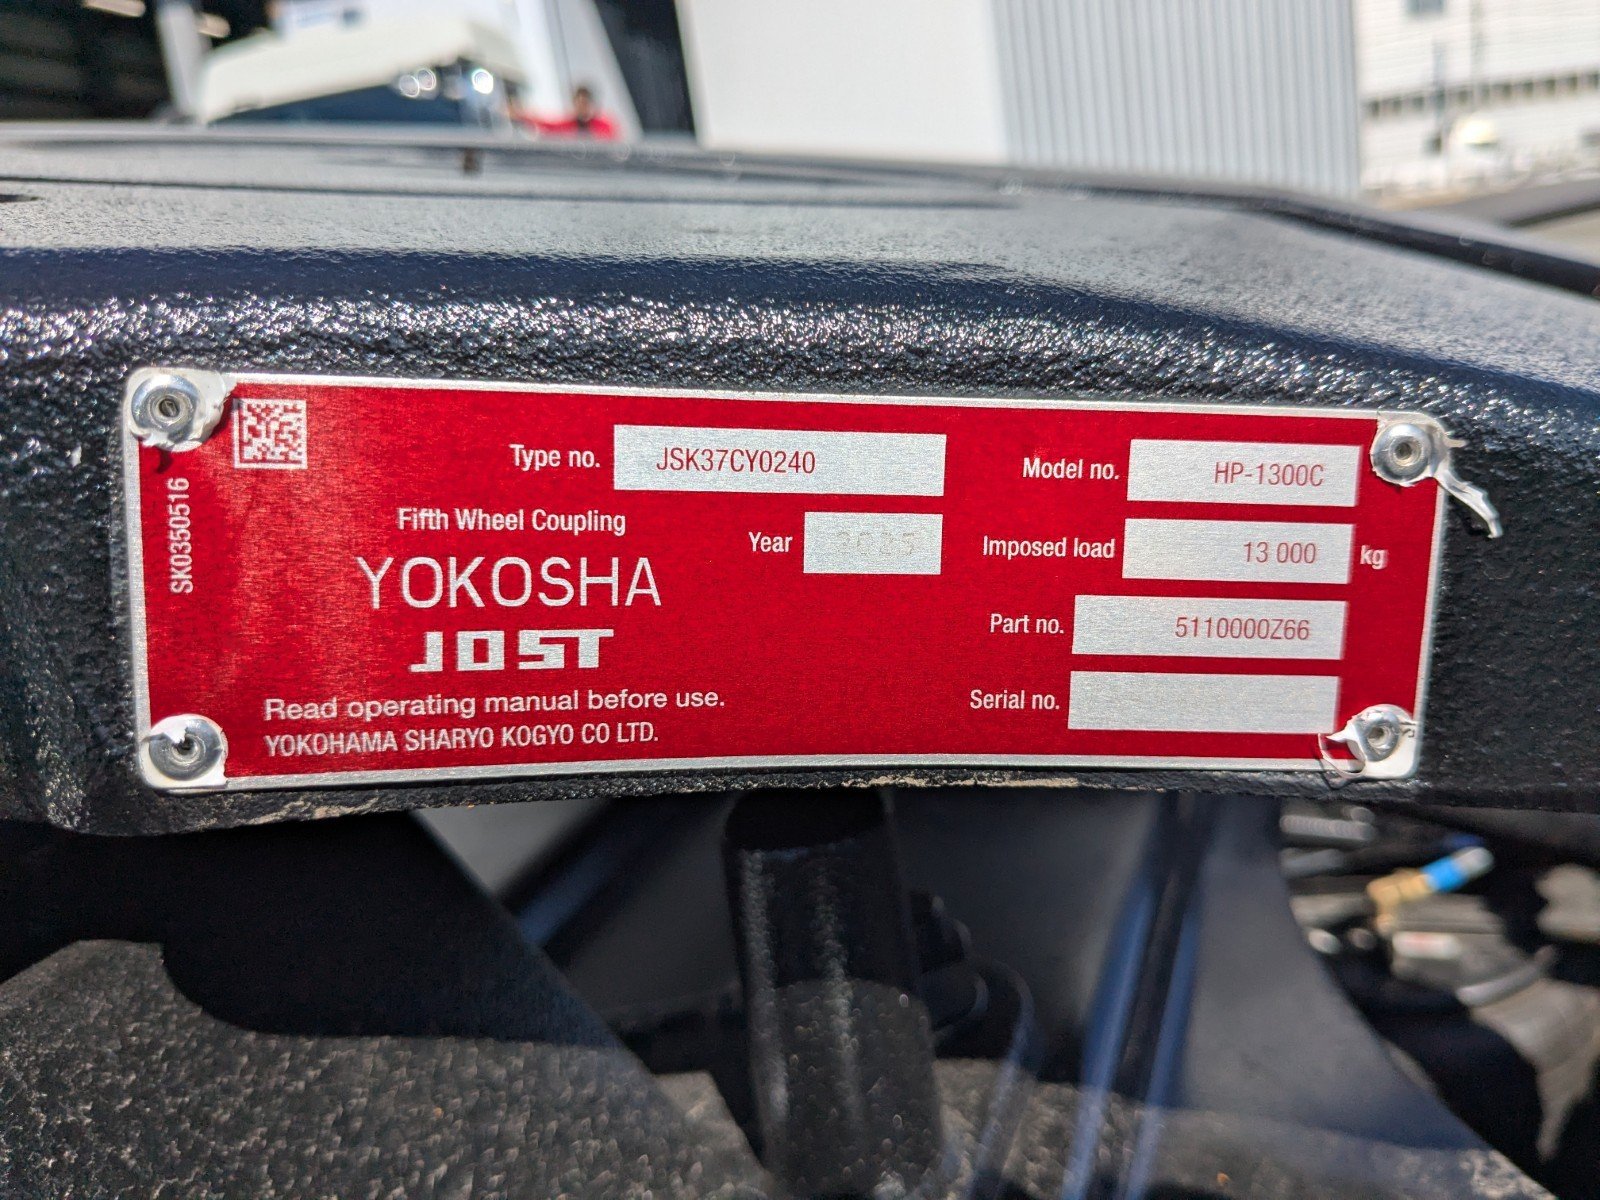 SK0350516
Type no. JSK37CY0240
Fifth Wheel Coupling
Year 2025
YOKOSHA
JOST
Read operating manual before use.
YOKOHAMA SHARYO KOGYO CO LTD.
Model no. HP-1300C
Imposed load 13 000 kg
Part no. 5110000Z66
Serial no.